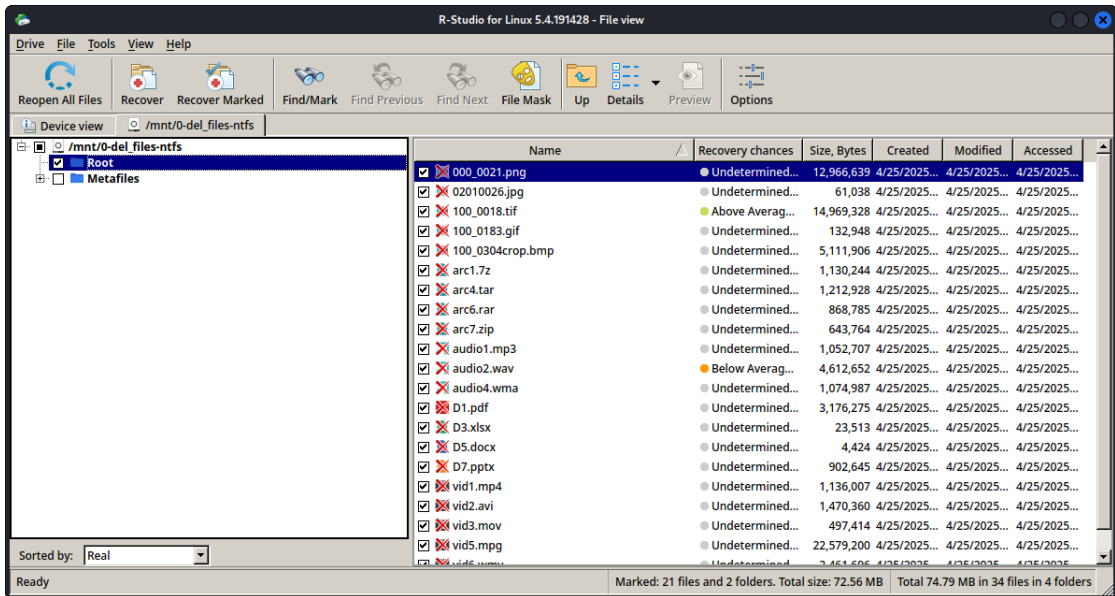 R-Studio for Linux 5.4.191428 - File view
Drive File Tools View Help
Reopen All Files Recover Recover Marked Find/Mark Find Previous Find Next File Mask Up Details Preview Options
Device view /mnt/0-del_files-ntfs
/mnt/0-del_files-ntfs
Root
Metafiles
Name Recovery chances Size, Bytes Created Modified Accessed
000_0021.png Undetermined... 12,966,639 4/25/2025... 4/25/2025... 4/25/2025...
02010026.jpg Undetermined... 61,038 4/25/2025... 4/25/2025... 4/25/2025...
100_0018.tif Above Averag... 14,969,328 4/25/2025... 4/25/2025... 4/25/2025...
100_0183.gif Undetermined... 132,948 4/25/2025... 4/25/2025... 4/25/2025...
100_0304crop.bmp Undetermined... 5,111,906 4/25/2025... 4/25/2025... 4/25/2025...
arc1.7z Undetermined... 1,130,244 4/25/2025... 4/25/2025... 4/25/2025...
arc4.tar Undetermined... 1,212,928 4/25/2025... 4/25/2025... 4/25/2025...
arc6.rar Undetermined... 868,785 4/25/2025... 4/25/2025... 4/25/2025...
arc7.zip Undetermined... 643,764 4/25/2025... 4/25/2025... 4/25/2025...
audio1.mp3 Undetermined... 1,052,707 4/25/2025... 4/25/2025... 4/25/2025...
audio2.wav Below Averag... 4,612,652 4/25/2025... 4/25/2025... 4/25/2025...
audio4.wma Undetermined... 1,074,987 4/25/2025... 4/25/2025... 4/25/2025...
D1.pdf Undetermined... 3,176,275 4/25/2025... 4/25/2025... 4/25/2025...
D3.xlsx Undetermined... 23,513 4/25/2025... 4/25/2025... 4/25/2025...
D5.docx Undetermined... 4,424 4/25/2025... 4/25/2025... 4/25/2025...
D7.pptx Undetermined... 902,645 4/25/2025... 4/25/2025... 4/25/2025...
vid1.mp4 Undetermined... 1,136,007 4/25/2025... 4/25/2025... 4/25/2025...
vid2.avi Undetermined... 1,470,360 4/25/2025... 4/25/2025... 4/25/2025...
vid3.mov Undetermined... 497,414 4/25/2025... 4/25/2025... 4/25/2025...
vid5.mpg Undetermined... 22,579,200 4/25/2025... 4/25/2025... 4/25/2025...
Sorted by: Real
Ready Marked: 21 files and 2 folders. Total size: 72.56 MB Total 74.79 MB in 34 files in 4 folders